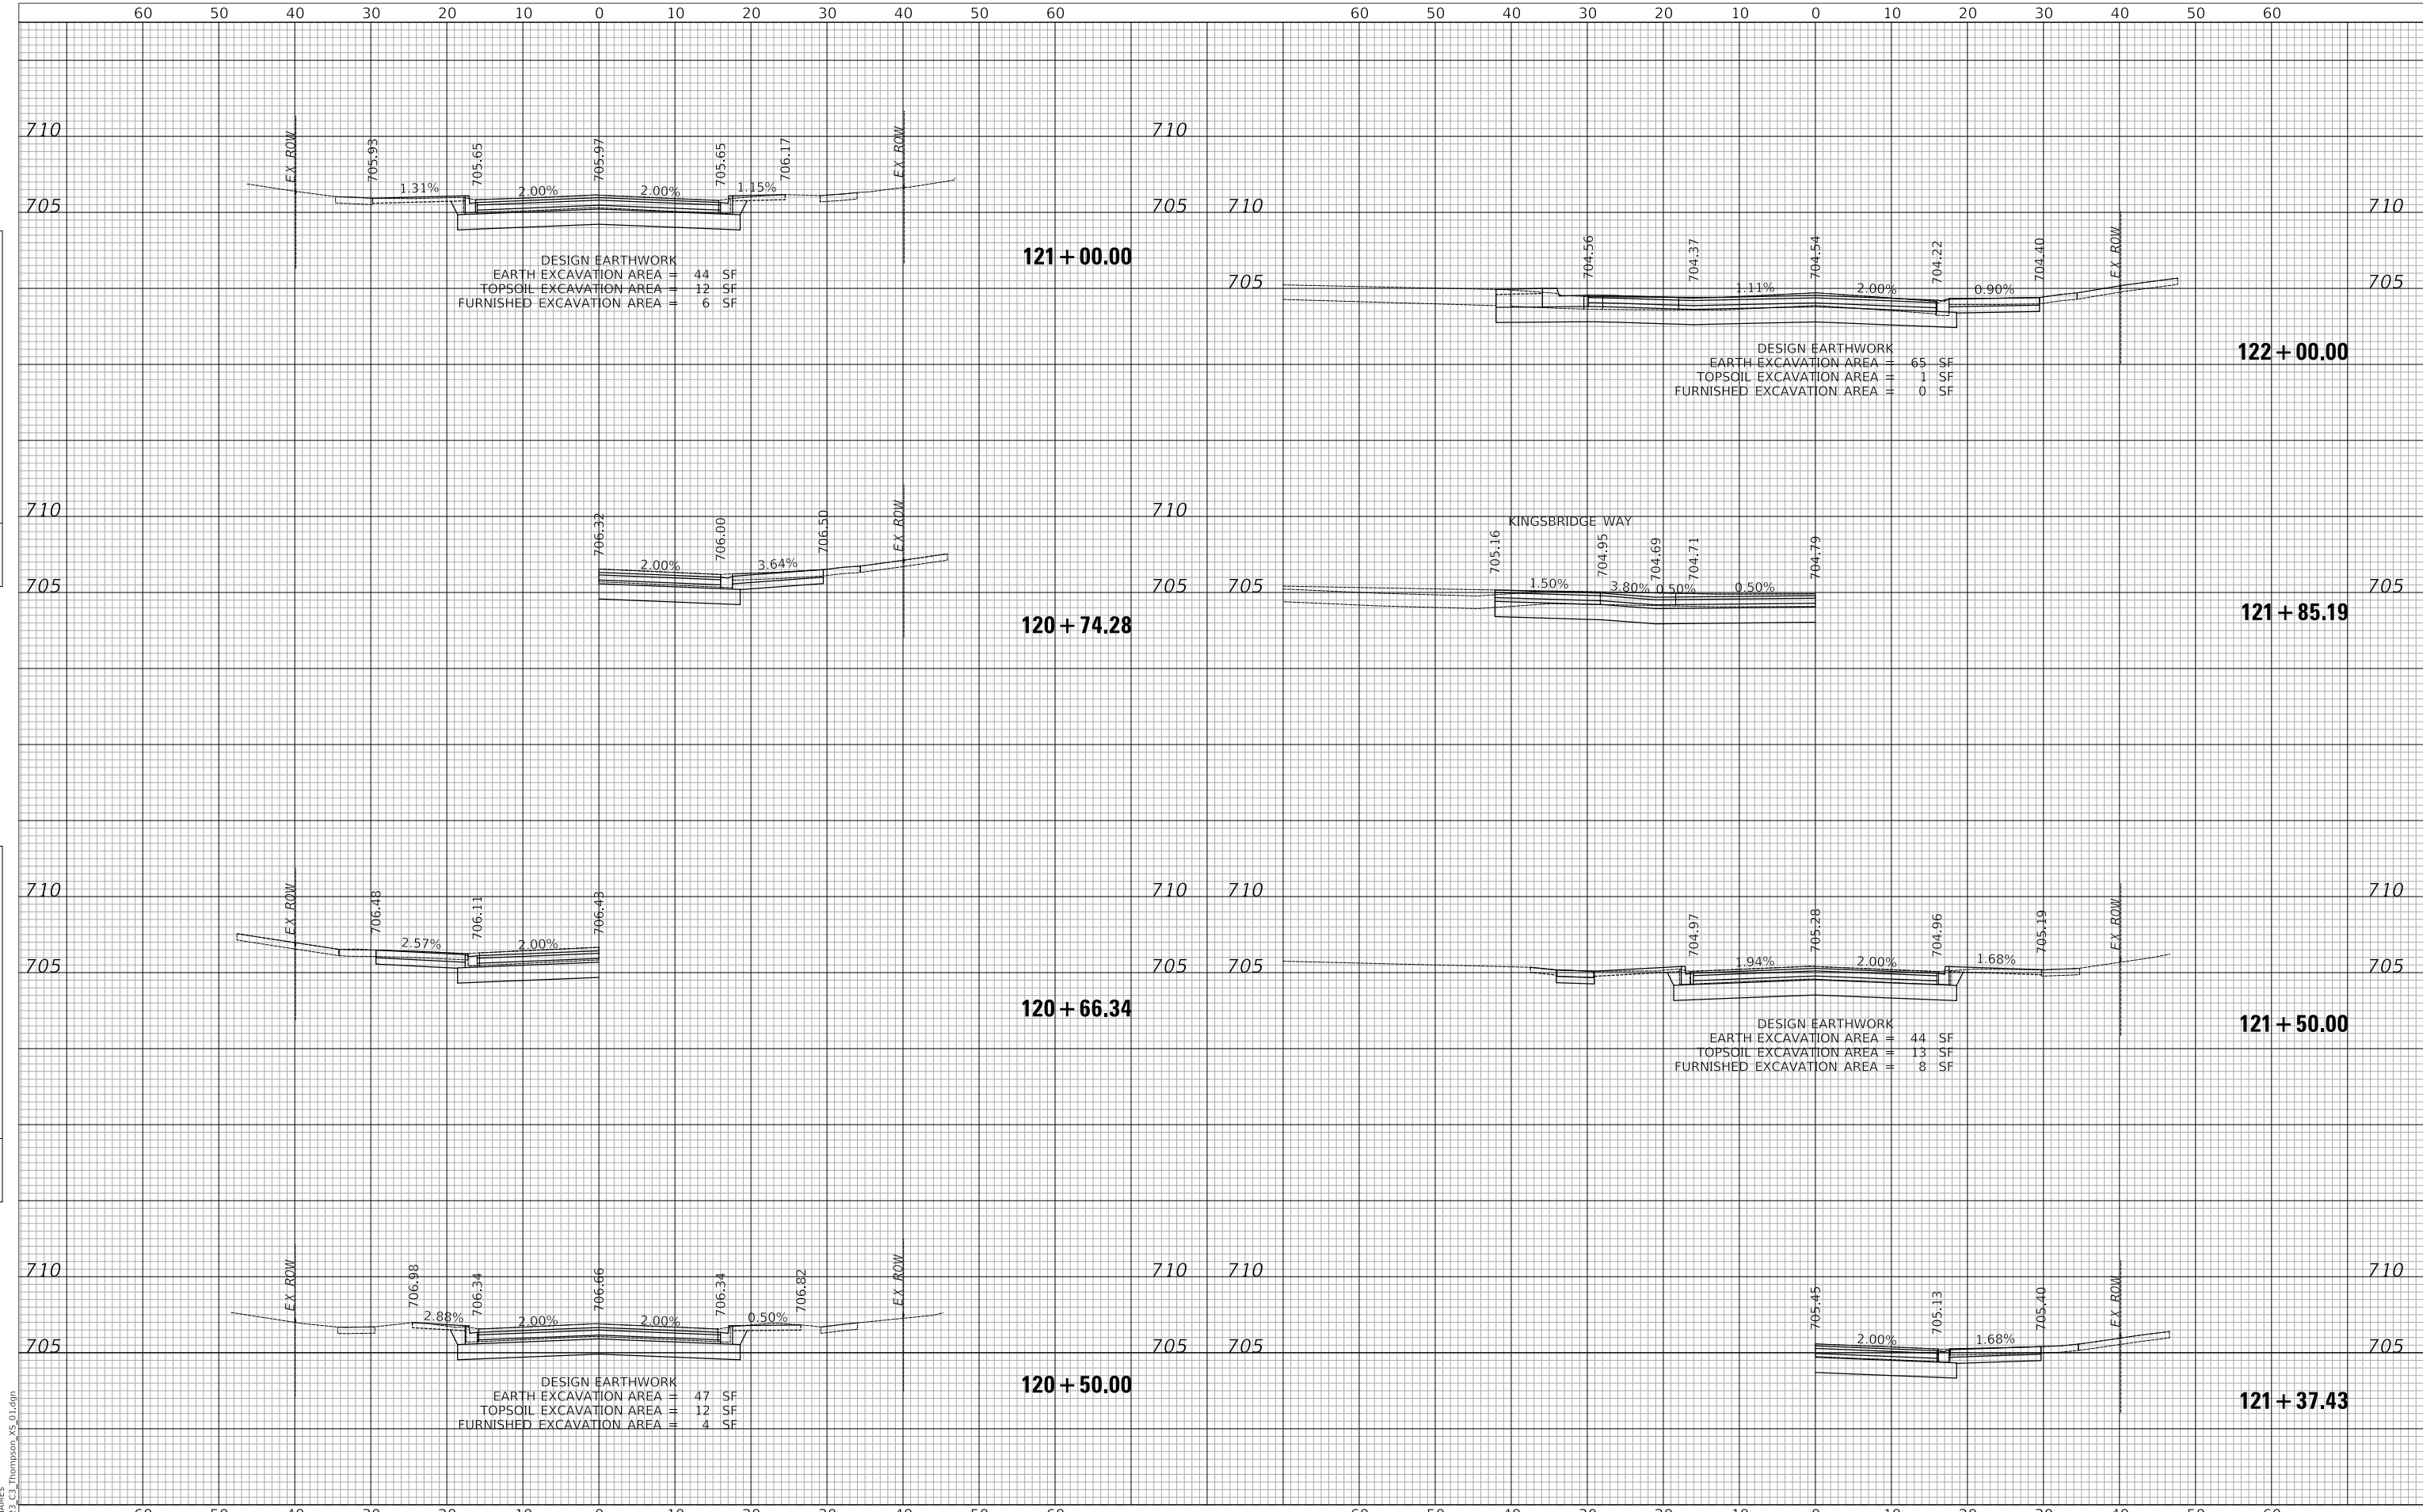 60 50 40 30 20 10 0 10 20 30 40 50 60 60 50 40 30 20 10 0 10 20 30 40 50 60
710 710
EX ROW 705.93 705.65 705.97 705.65 706.17 EX ROW
1.31% 2.00% 2.00% 1.15%
705 705
121+00.00
DESIGN EARTHWORK
EARTH EXCAVATION AREA = 44 SF
TOPSOIL EXCAVATION AREA = 12 SF
FURNISHED EXCAVATION AREA = 6 SF
710 710
704.56 704.37 704.54 704.22 704.40 EX ROW
705 705
1.11% 2.00% 0.90%
122+00.00
DESIGN EARTHWORK
EARTH EXCAVATION AREA = 65 SF
TOPSOIL EXCAVATION AREA = 1 SF
FURNISHED EXCAVATION AREA = 0 SF
710 710
706.32 706.00 706.50 EX ROW
2.00% 3.64%
705 705
120+74.28
KINGSBRIDGE WAY
705.16 704.95 704.69 704.71 704.79
1.50% 3.80% 0.50% 0.50%
705 705
121+85.19
710 710
EX ROW 706.48 706.11 706.43
2.57% 2.00%
705 705
120+66.34
710 710
704.97 705.28 704.96 705.19 EX ROW
1.94% 2.00% 1.68%
705 705
121+50.00
DESIGN EARTHWORK
EARTH EXCAVATION AREA = 44 SF
TOPSOIL EXCAVATION AREA = 13 SF
FURNISHED EXCAVATION AREA = 8 SF
710 710
EX ROW 706.98 706.34 706.66 706.34 706.82 EX ROW
2.88% 2.00% 2.00% 0.50%
705 705
120+50.00
DESIGN EARTHWORK
EARTH EXCAVATION AREA = 47 SF
TOPSOIL EXCAVATION AREA = 12 SF
FURNISHED EXCAVATION AREA = 4 SF
710 710
705.45 705.13 705.40 EX ROW
2.00% 1.68%
705 705
121+37.43